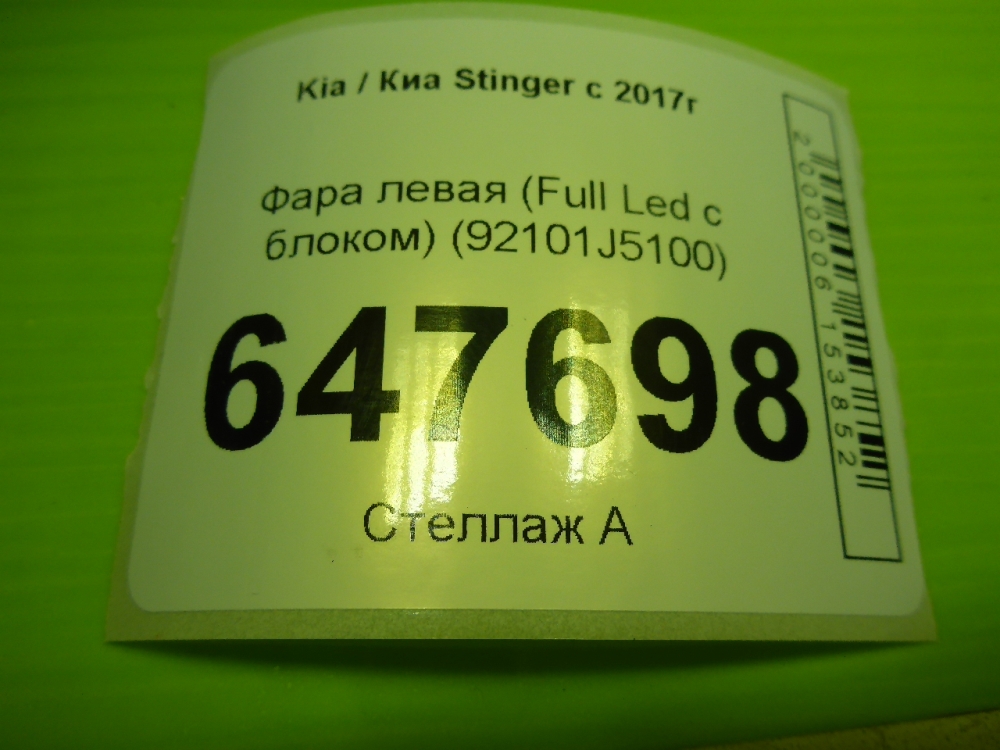 Kia / Киа Stinger с 2017г
Фара левая (Full Led с
блоком) (92101J5100)
647698
Стеллаж А
2000006153852